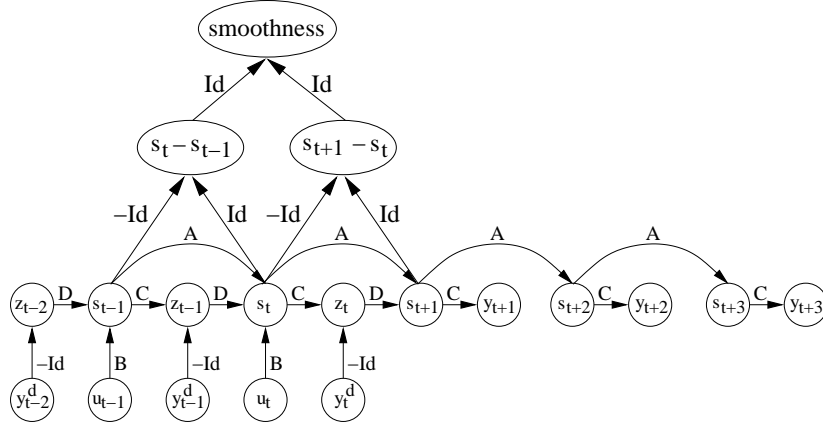 smoothness
Id Id
s_t − s_{t−1} s_{t+1} − s_t
−Id Id −Id Id
A A A A
z_{t−2} D s_{t−1} C z_{t−1} D s_t C z_t D s_{t+1} C y_{t+1} s_{t+2} C y_{t+2} s_{t+3} C y_{t+3}
−Id B −Id B −Id
y^d_{t−2} u_{t−1} y^d_{t−1} u_t y^d_t